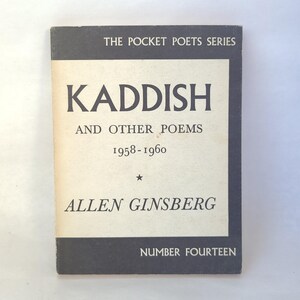 THE POCKET POETS SERIES
KADDISH
AND OTHER POEMS
1958-1960
★
ALLEN GINSBERG
NUMBER FOURTEEN